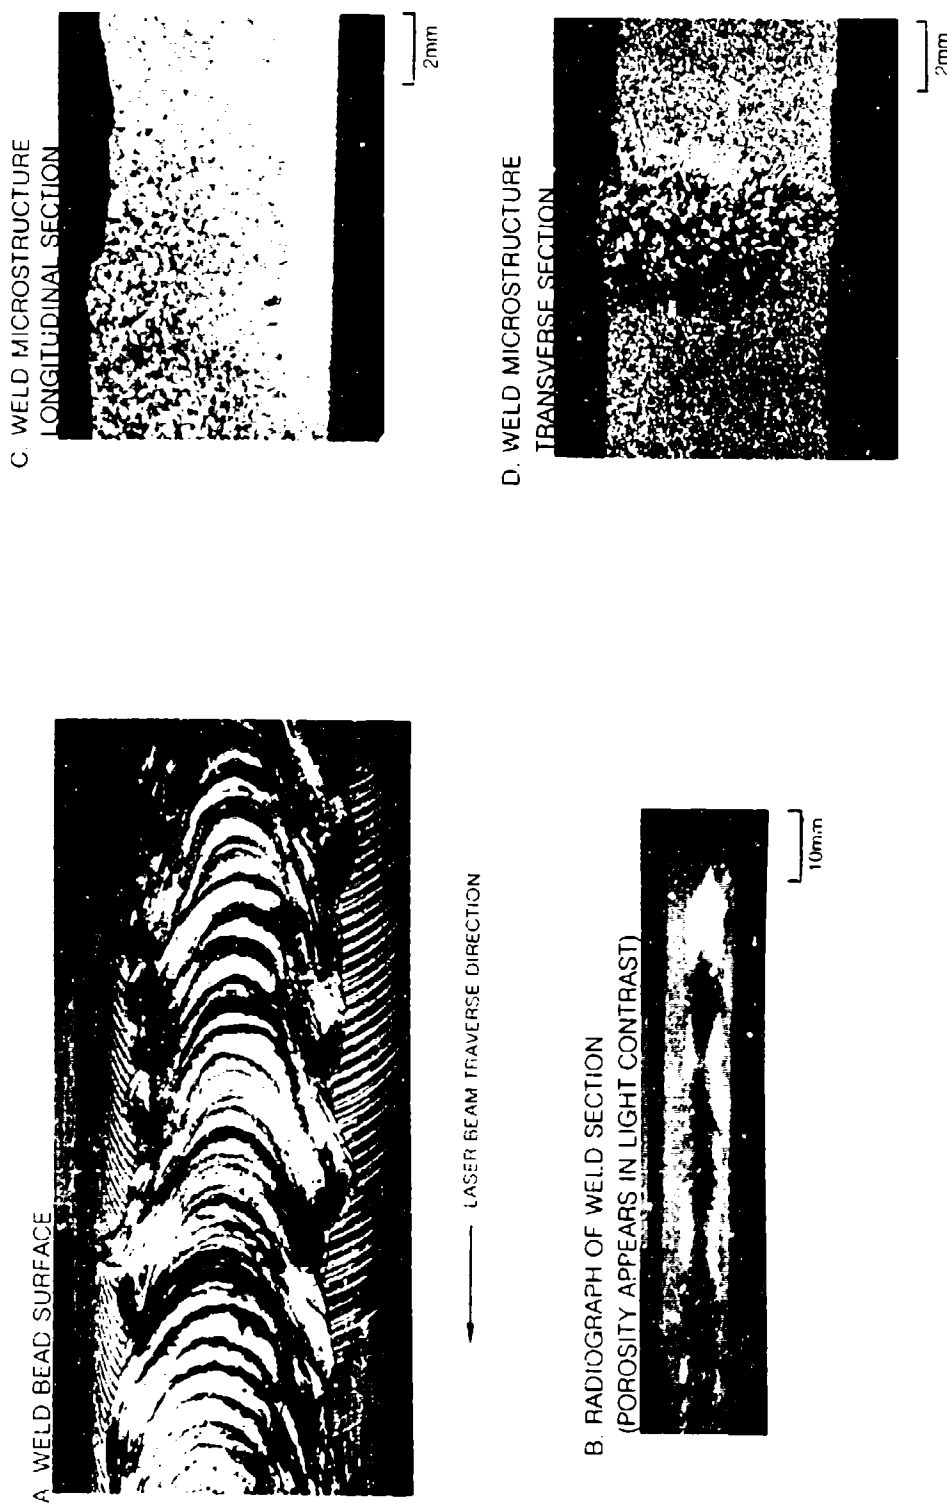 A WELD BEAD SURFACE
LASER BEAM TRAVERSE DIRECTION
B. RADIOGRAPH OF WELD SECTION
(POROSITY APPEARS IN LIGHT CONTRAST)
10mm
C. WELD MICROSTRUCTURE
LONGITUDINAL SECTION
2mm
D. WELD MICROSTRUCTURE
TRANSVERSE SECTION
2mm